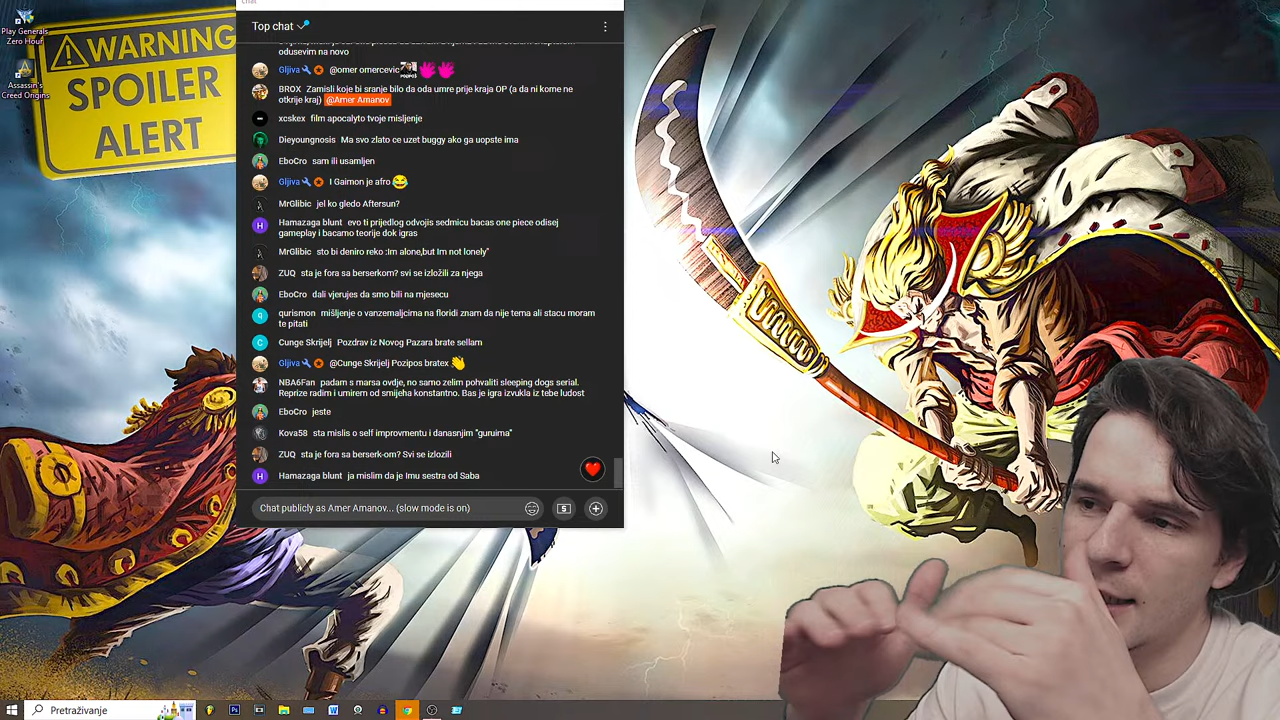 Play Generals
Zero Hour
Assassin's
Creed Origins
WARNING
SPOILER
ALERT
Chat
Top chat
odusevim na novo
Gljiva @omer omercevic
BROX Zamisli koje bi sranje bilo da oda umre prije kraja OP (a da ni kome ne
otkrije kraj) @Amer Amanov
xcskex film apocalyto tvoje misljenje
Dieyoungnosis Ma svo zlato ce uzet buggy ako ga uopste ima
EboCro sam ili usamljen
Gljiva I Gaimon je afro
MrGlibic jel ko gledo Aftersun?
Hamazaga blunt evo ti prijedlog odvojis sedmicu bacas one piece odisej
gameplay i bacamo teorije dok igras
MrGlibic sto bi deniro reko :Im alone,but Im not lonely"
ZUQ sta je fora sa berserkom? svi se izložili za njega
EboCro dali vjerujes da smo bili na mjesecu
qurismon mišljenje o vanzemaljcima na floridi znam da nije tema ali stacu moram
te pitati
Cunge Skrijelj Pozdrav iz Novog Pazara brate sellam
Gljiva @Cunge Skrijelj Pozipos bratex
NBA6Fan padam s marsa ovdje, no samo zelim pohvaliti sleeping dogs serial.
Reprize radim i umirem od smijeha konstantno. Bas je igra izvukla iz tebe ludost
EboCro jeste
Kova58 sta mislis o self improvmentu i danasnjim "guruima"
ZUQ sta je fora sa berserk-om? Svi se izlozili
Hamazaga blunt ja mislim da je Imu sestra od Saba
Chat publicly as Amer Amanov... (slow mode is on)
Pretraživanje